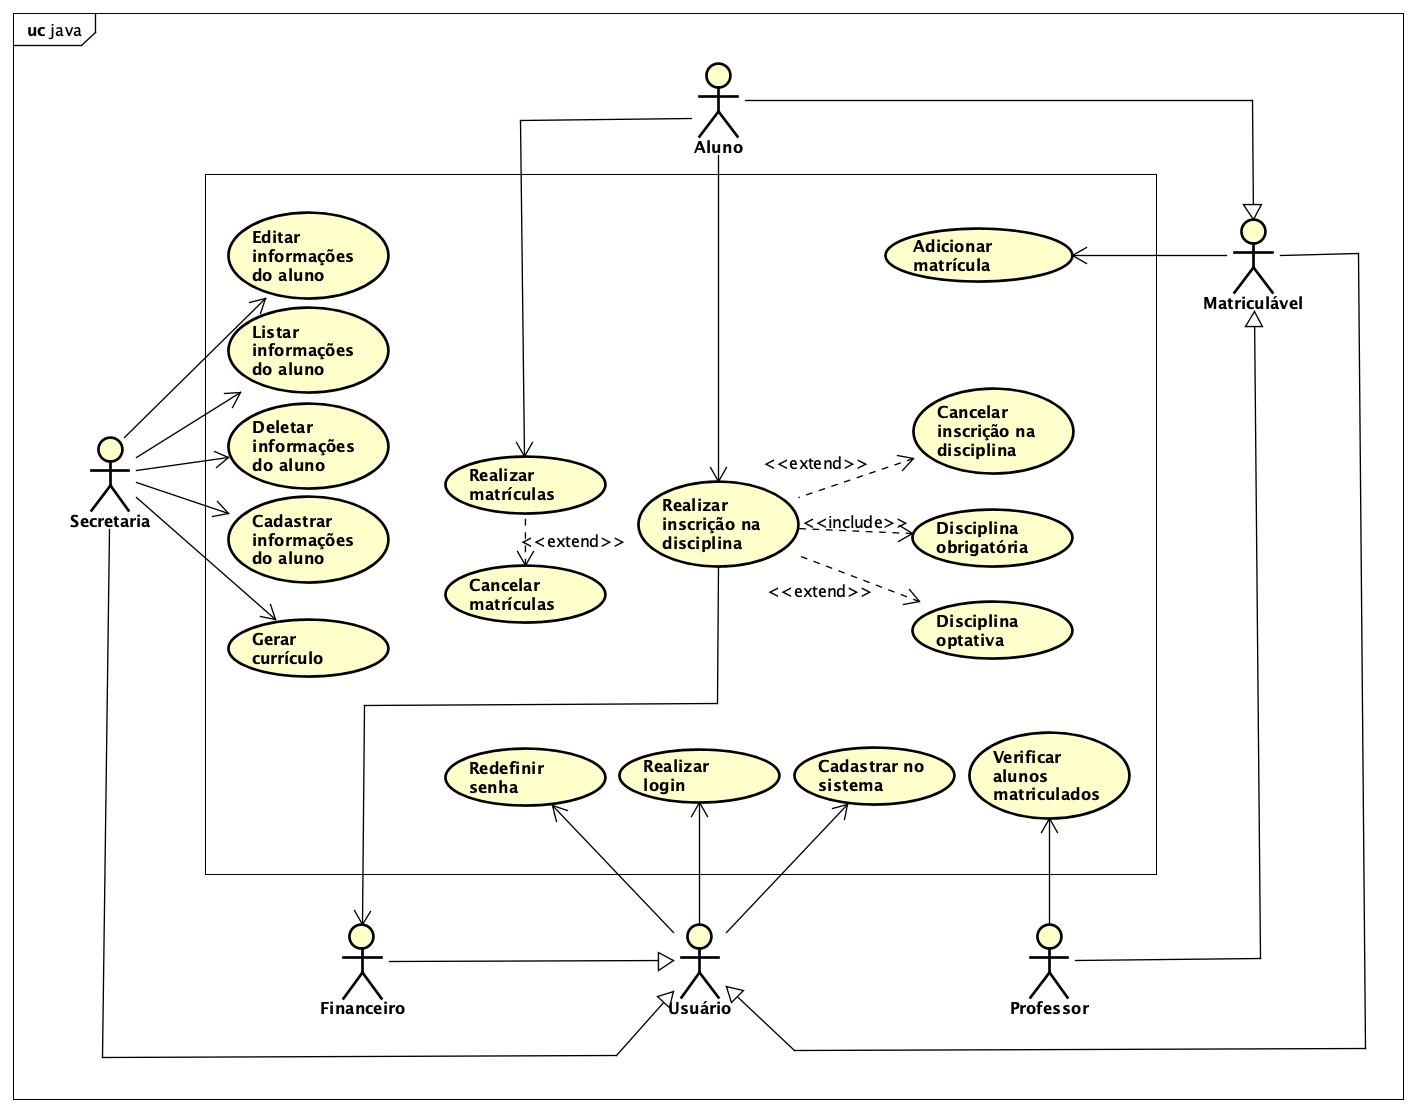 uc java
Aluno
Editar
informações
do aluno
Adicionar
matrícula
Matriculável
Listar
informações
do aluno
Deletar
informações
do aluno
Cancelar
inscrição na
disciplina
<<extend>>
Secretaria
Realizar
matrículas
Realizar
inscrição na
disciplina
<<include>>
Disciplina
obrigatória
Cadastrar
informações
do aluno
<<extend>>
Cancelar
matrículas
<<extend>>
Disciplina
optativa
Gerar
currículo
Redefinir
senha
Realizar
login
Cadastrar no
sistema
Verificar
alunos
matriculados
Financeiro
Usuário
Professor